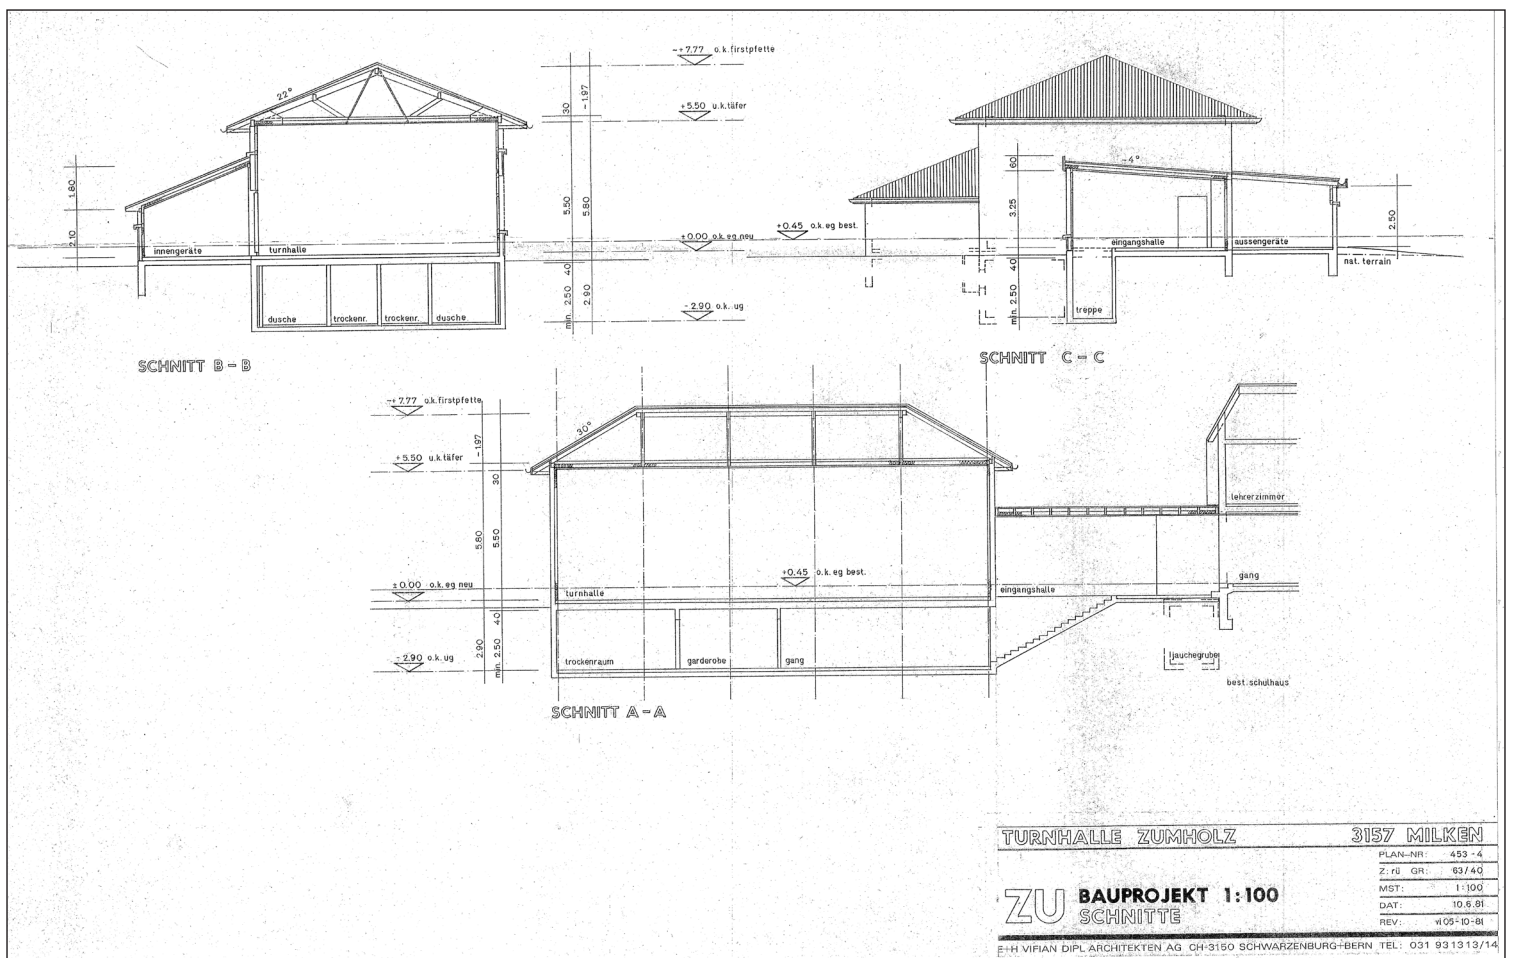 -+7.77 o.k.firstpfette
22°
30
-1.97
+5.50 u.k.täfer
1.80
5.50
5.80
2.10
±0.00 o.k.eg neu
innengeräte turnhalle
40
min. 2.50
2.90
-2.90 o.k.ug
dusche trockenr. trockenr. dusche
SCHNITT B-B
60
-4°
3.25
+0.45 o.k.eg best.
2.50
eingangshalle aussengeräte
nat. terrain
40
min. 2.50
treppe
SCHNITT C-C
-+7.77 o.k.firstpfette
30°
-1.97
+5.50 u.k.täfer
30
lehrerzimmer
5.80
5.50
±0.00 o.k.eg neu
+0.45 o.k.eg best.
gang
turnhalle eingangshalle
40
2.90
min. 2.50
-2.90 o.k.ug
trockenraum garderobe gang
jauchegrube
best.schulhaus
SCHNITT A-A
TURNHALLE ZUMHOLZ 3157 MILKEN
PLAN-NR: 453-4
Z: rü GR: 63/40
MST: 1:100
DAT: 10.6.81
REV: vi 05-10-81
ZU BAUPROJEKT 1:100
SCHNITTE
E+H VIFIAN DIPL ARCHITEKTEN AG CH-3150 SCHWARZENBURG+BERN TEL: 031 931313/14